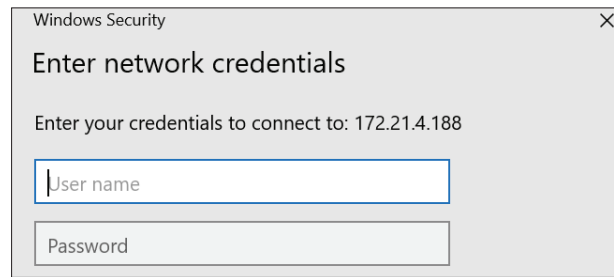 Windows Security
Enter network credentials
Enter your credentials to connect to: 172.21.4.188
User name
Password